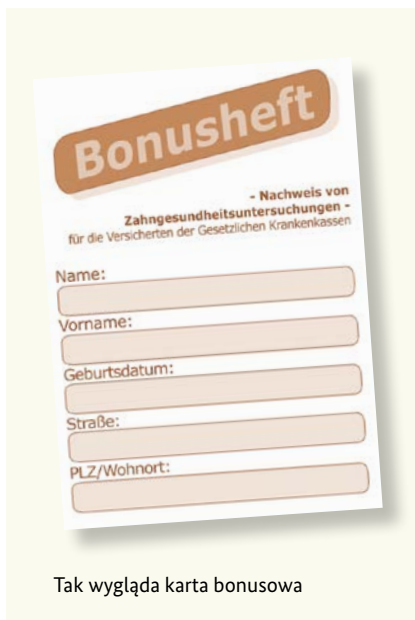 Bonusheft
- Nachweis von
Zahngesundheitsuntersuchungen -
für die Versicherten der Gesetzlichen Krankenkassen
Name:
Vorname:
Geburtsdatum:
Straße:
PLZ/Wohnort:
Tak wygląda karta bonusowa